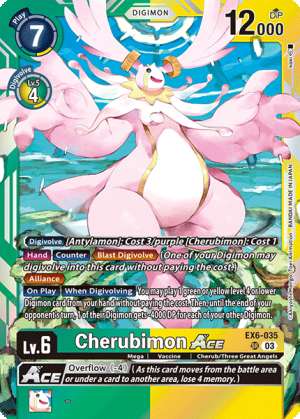 DIGIMON
Play
7
12000
DP
Digivolve
Lv.5
4
BANDAI MADE IN JAPAN
Digivolve [Antylamon]: Cost 3/purple [Cherubimon]: Cost 1
Hand Counter Blast Digivolve (One of your Digimon may
digivolve into this card without paying the cost.)
Alliance
On Play When Digivolving You may play 1 green or yellow level 4 or lower
Digimon card from your hand without paying the cost. Then, until the end of your
opponent's turn, 1 of their Digimon gets -4000 DP for each of your other Digimon.
Lv.6
Cherubimon ACE
EX6-035
SR 03
Mega Vaccine Cherub/Three Great Angels
ACE Overflow (-4) (As this card moves from the battle area
or under a card to another area, lose 4 memory.)